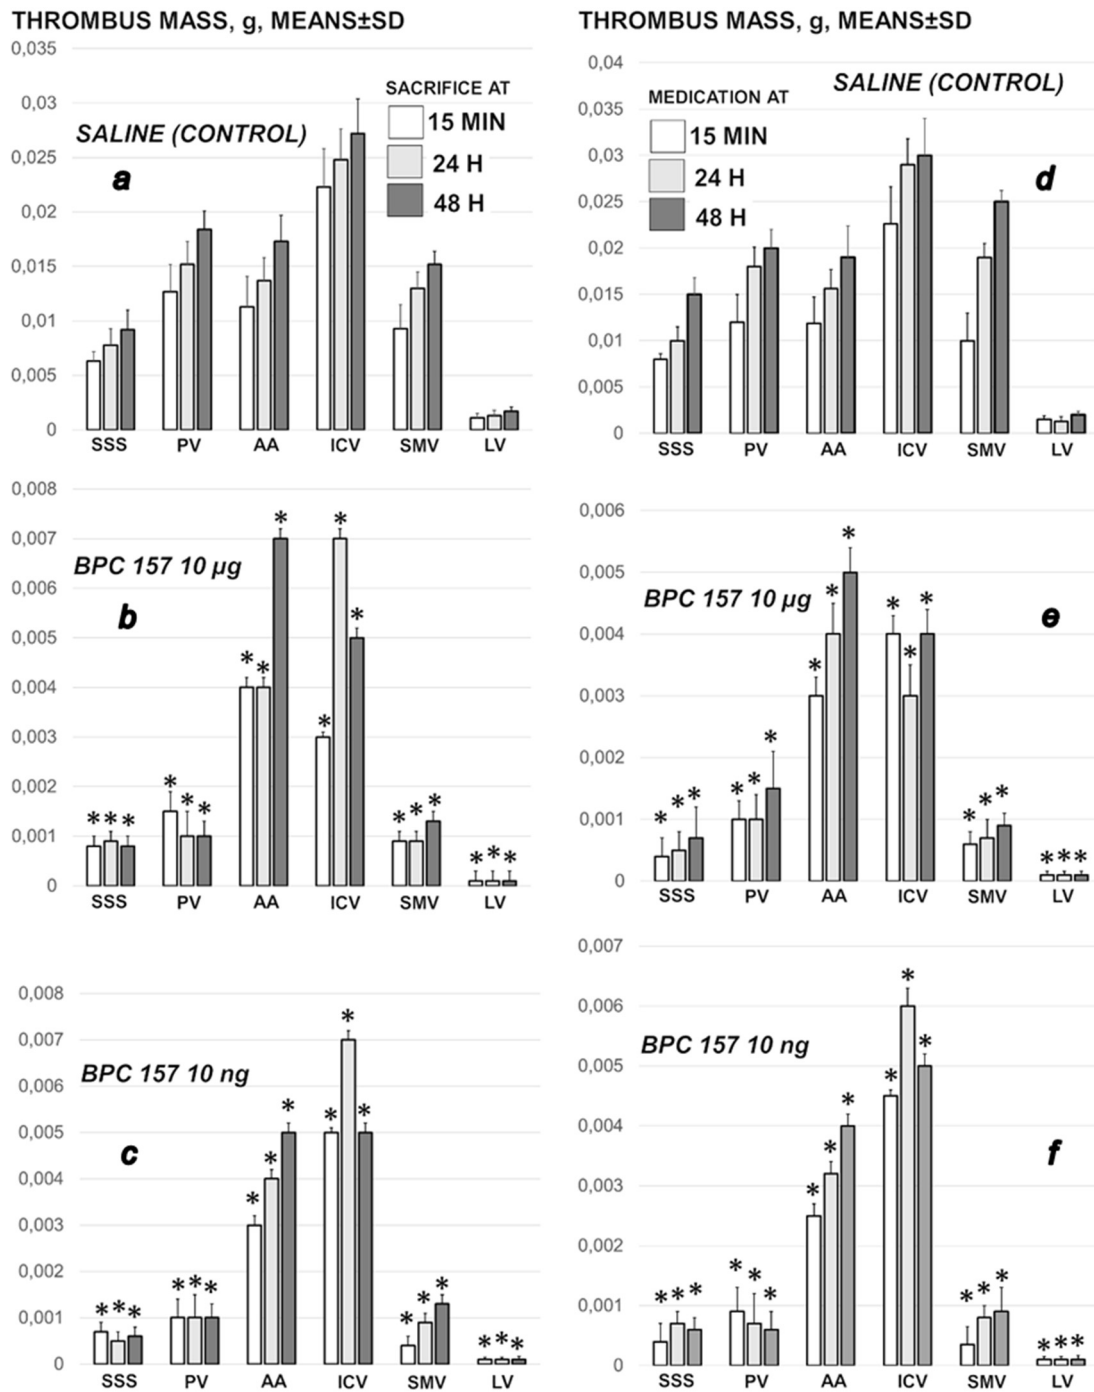 THROMBUS MASS, g, MEANS±SD
0,035
0,03
0,025
0,02
0,015
0,01
0,005
0
SALINE (CONTROL)
a
SACRIFICE AT
15 MIN
24 H
48 H
SSS PV AA ICV SMV LV
THROMBUS MASS, g, MEANS±SD
0,04
0,035
0,03
0,025
0,02
0,015
0,01
0,005
0
SALINE (CONTROL)
MEDICATION AT
15 MIN
24 H
48 H
d
SSS PV AA ICV SMV LV
0,008
0,007
0,006
0,005
0,004
0,003
0,002
0,001
0
BPC 157 10 µg
b
* * * * * * * * * * * * * * * * * *
SSS PV AA ICV SMV LV
0,006
0,005
0,004
0,003
0,002
0,001
0
BPC 157 10 µg
e
* * * * * * * * * * * * * * * * * *
SSS PV AA ICV SMV LV
0,008
0,007
0,006
0,005
0,004
0,003
0,002
0,001
0
BPC 157 10 ng
c
* * * * * * * * * * * * * * * * * *
SSS PV AA ICV SMV LV
0,007
0,006
0,005
0,004
0,003
0,002
0,001
0
BPC 157 10 ng
f
* * * * * * * * * * * * * * * * * *
SSS PV AA ICV SMV LV